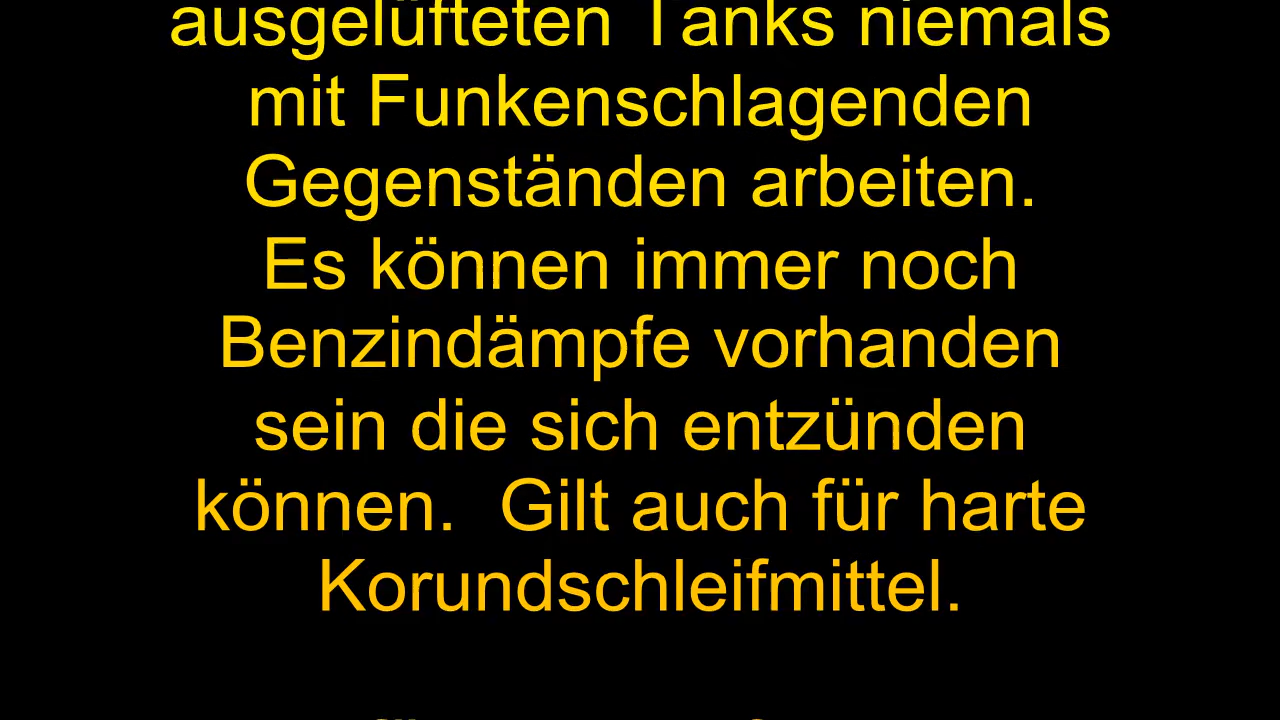 ausgelüfteten Tanks niemals
mit Funkenschlagenden
Gegenständen arbeiten.
Es können immer noch
Benzindämpfe vorhanden
sein die sich entzünden
können.  Gilt auch für harte
Korundschleifmittel.